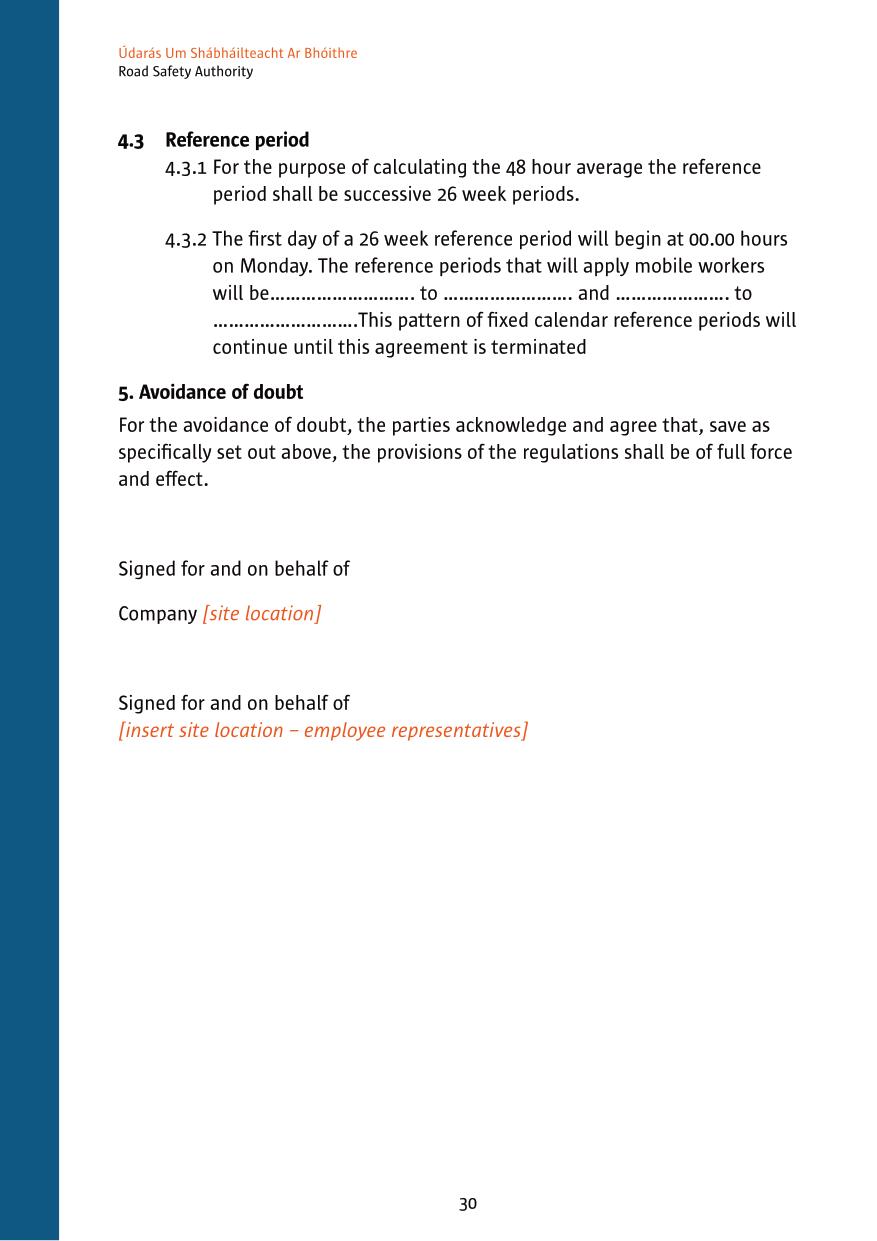 Údarás Um Shábháilteacht Ar Bhóithre
Road Safety Authority
4.3 Reference period
4.3.1 For the purpose of calculating the 48 hour average the reference
period shall be successive 26 week periods.
4.3.2 The first day of a 26 week reference period will begin at 00.00 hours
on Monday. The reference periods that will apply mobile workers
will be………………………. to ……………………. and …………………. to
……………………….This pattern of fixed calendar reference periods will
continue until this agreement is terminated
5. Avoidance of doubt
For the avoidance of doubt, the parties acknowledge and agree that, save as
specifically set out above, the provisions of the regulations shall be of full force
and effect.
Signed for and on behalf of
Company [site location]
Signed for and on behalf of
[insert site location – employee representatives]
30